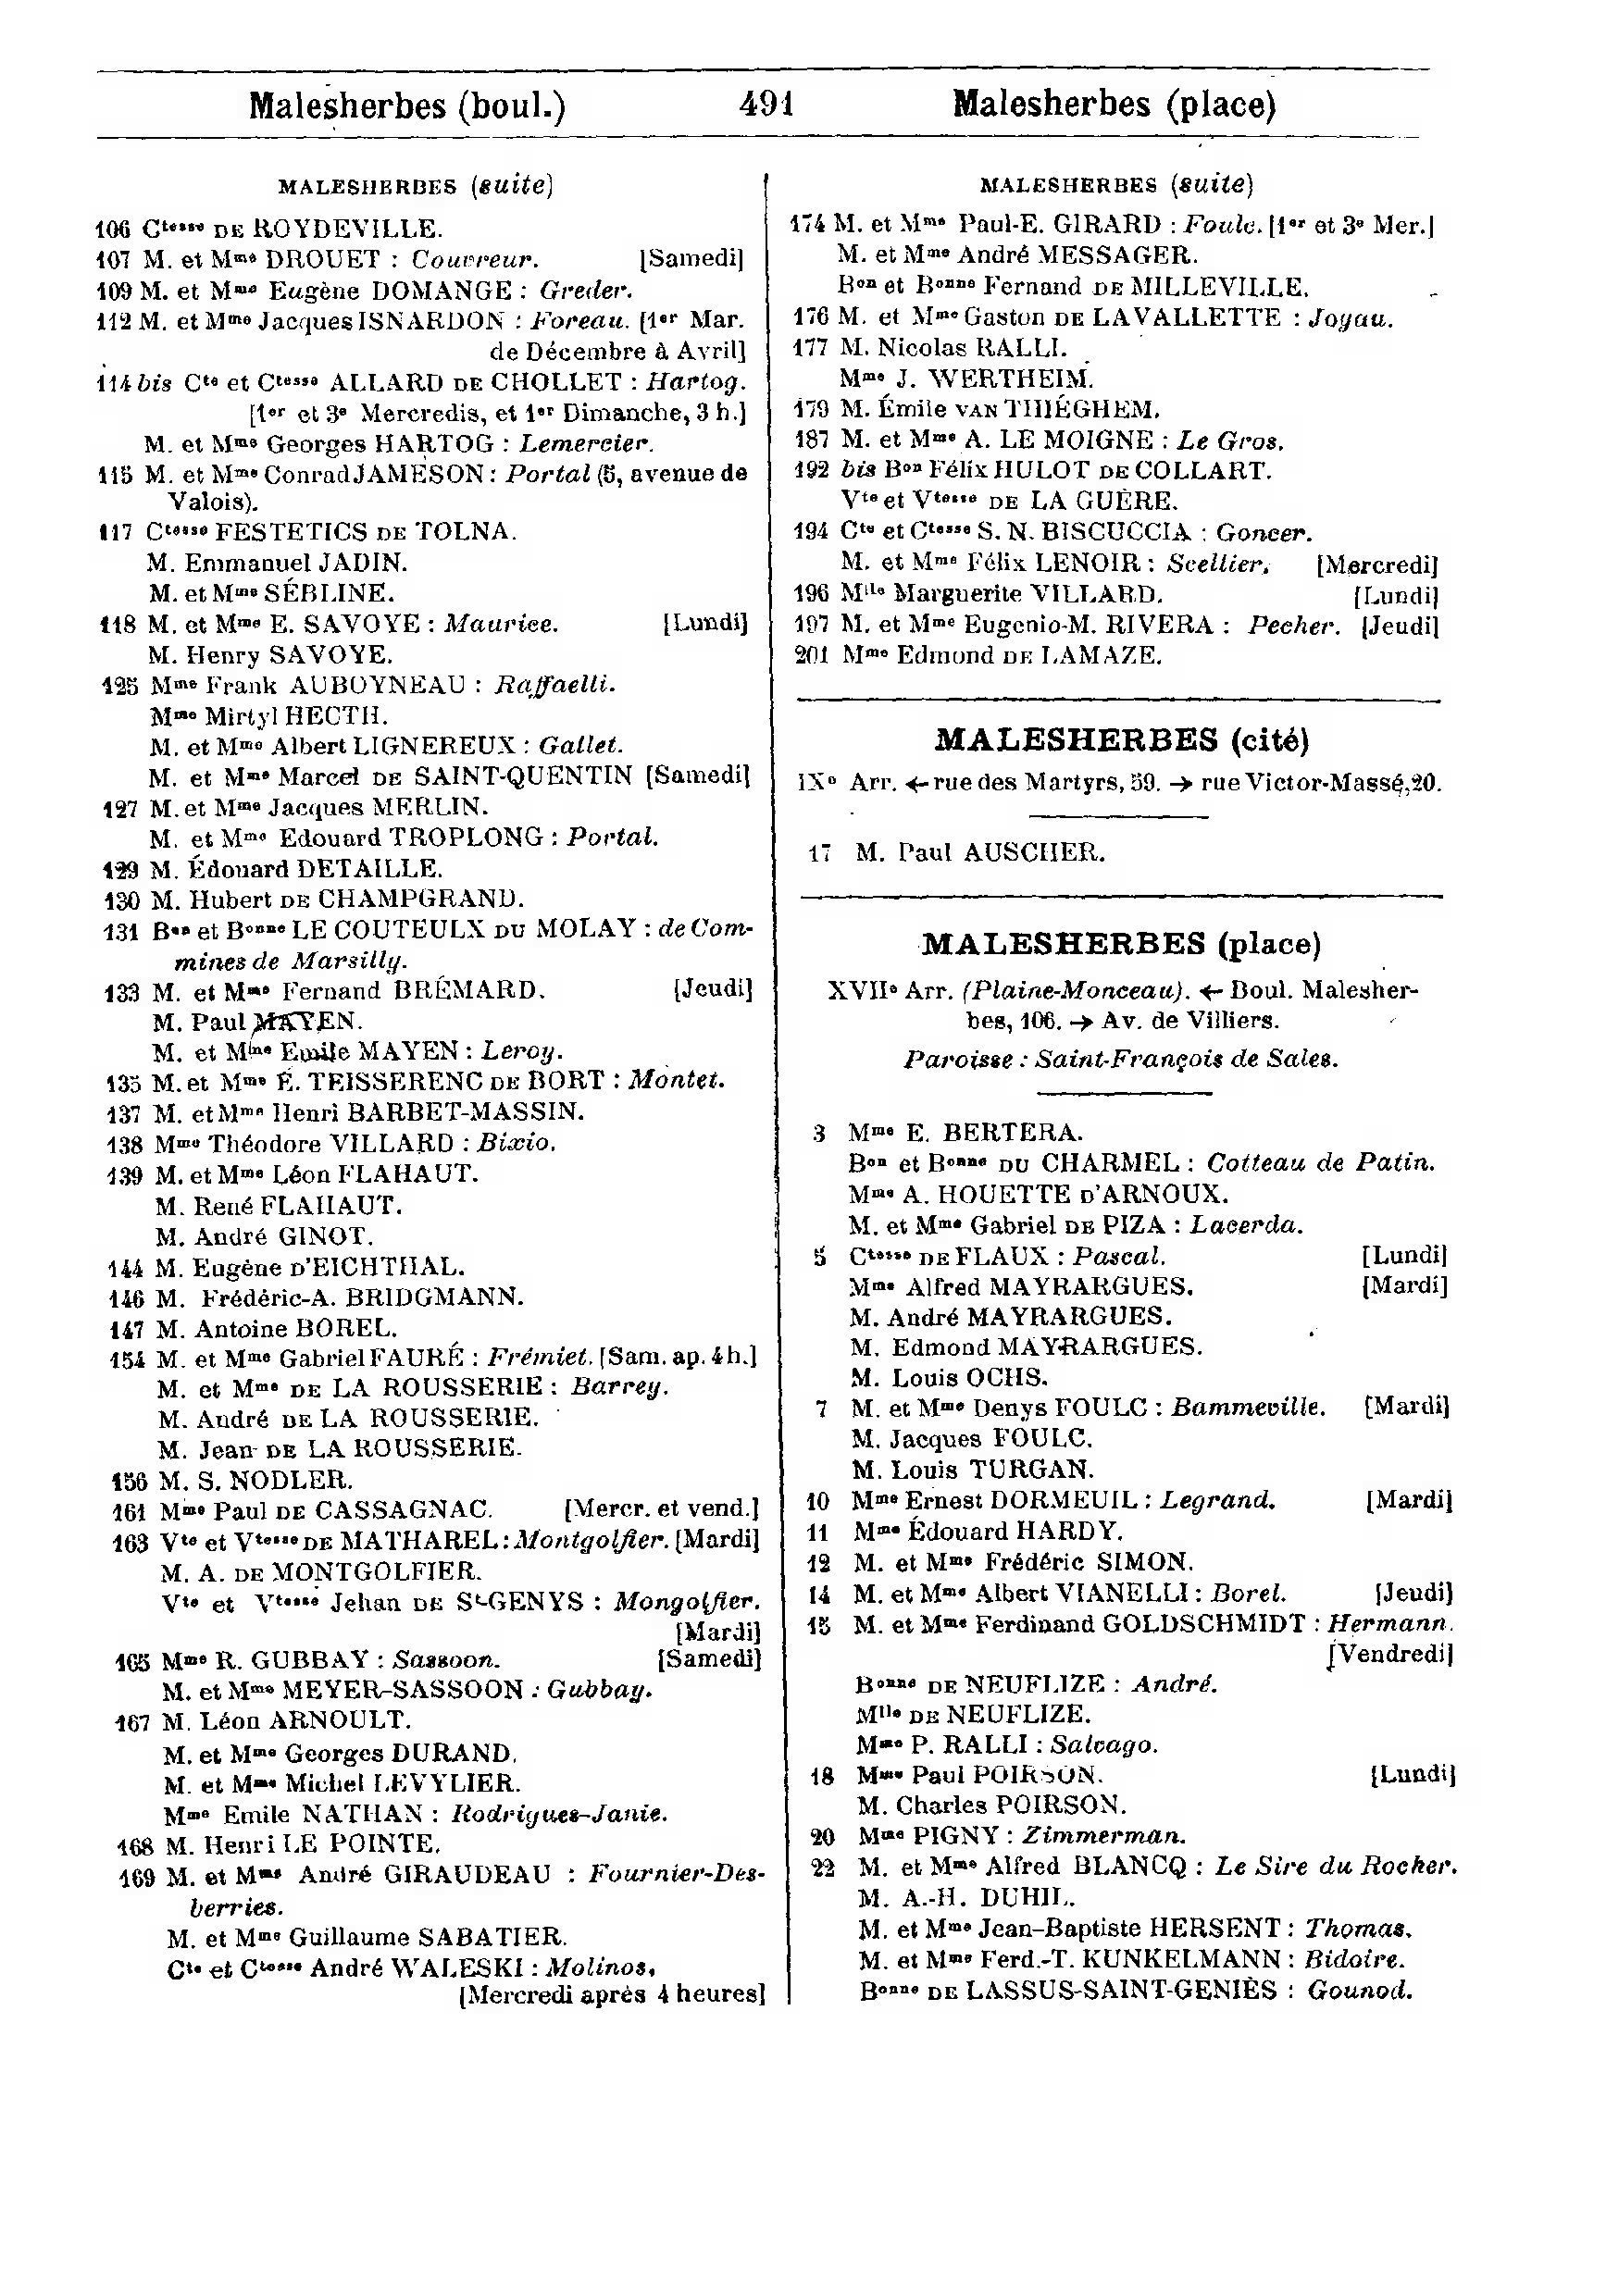 Malesherbes (boul.) 491 Malesherbes (place)
MALESHERBES (suite)
106 Ctesse DE ROYDEVILLE.
107 M. et Mme DROUET : Couvreur. [Samedi]
109 M. et Mme Eugène DOMANGE : Greder.
112 M. et Mme Jacques ISNARDON : Foreau. [1er Mar.
de Décembre à Avril]
114 bis Cte et Ctesse ALLARD DE CHOLLET : Hartog.
[1er et 3e Mercredis, et 1er Dimanche, 3 h.]
M. et Mme Georges HARTOG : Lemercier.
115 M. et Mme Conrad JAMESON : Portal (5, avenue de
Valois).
117 Ctesse FESTETICS DE TOLNA.
M. Emmanuel JADIN.
M. et Mme SÉBLINE.
118 M. et Mme E. SAVOYE : Maurice. [Lundi]
M. Henry SAVOYE.
125 Mme Frank AUBOYNEAU : Raffaelli.
Mme Mirtyl HECTH.
M. et Mme Albert LIGNEREUX : Gallet.
M. et Mme Marcel DE SAINT-QUENTIN [Samedi]
127 M. et Mme Jacques MERLIN.
M. et Mme Edouard TROPLONG : Portal.
129 M. Édouard DETAILLE.
130 M. Hubert DE CHAMPGRAND.
131 Bon et Bonne LE COUTEULX DU MOLAY : de Com-
mines de Marsilly.
133 M. et Mme Fernand BRÉMARD. [Jeudi]
M. Paul MAYEN.
M. et Mme Emile MAYEN : Leroy.
135 M. et Mme É. TEISSERENC DE BORT : Montet.
137 M. et Mme Henri BARBET-MASSIN.
138 Mme Théodore VILLARD : Bixio.
139 M. et Mme Léon FLAHAUT.
M. René FLAHAUT.
M. André GINOT.
144 M. Eugène D'EICHTHAL.
146 M. Frédéric-A. BRIDGMANN.
147 M. Antoine BOREL.
154 M. et Mme Gabriel FAURÉ : Frémiet. [Sam. ap. 4 h.]
M. et Mme DE LA ROUSSERIE : Barrey.
M. André DE LA ROUSSERIE.
M. Jean DE LA ROUSSERIE.
156 M. S. NODLER.
161 Mme Paul DE CASSAGNAC. [Mercr. et vend.]
163 Vte et Vtesse DE MATHAREL : Montgolfier. [Mardi]
M. A. DE MONTGOLFIER.
Vte et Vtesse Jehan DE St-GENYS : Mongolfier.
[Mardi]
165 Mme R. GUBBAY : Sassoon. [Samedi]
M. et Mme MEYER-SASSOON : Gubbay.
167 M. Léon ARNOULT.
M. et Mme Georges DURAND.
M. et Mme Michel LEVYLIER.
Mme Emile NATHAN : Rodrigues-Janie.
168 M. Henri LE POINTE.
169 M. et Mme André GIRAUDEAU : Fournier-Des-
berries.
M. et Mme Guillaume SABATIER.
Cte et Ctesse André WALESKI : Molinos.
[Mercredi après 4 heures]
MALESHERBES (suite)
174 M. et Mme Paul-E. GIRARD : Foulc. [1er et 3e Mer.]
M. et Mme André MESSAGER.
Bon et Bonne Fernand DE MILLEVILLE.
176 M. et Mme Gaston DE LAVALLETTE : Joyau.
177 M. Nicolas RALLI.
Mme J. WERTHEIM.
179 M. Émile VAN THIÉGHEM.
187 M. et Mme A. LE MOIGNE : Le Gros.
192 bis Bon Félix HULOT DE COLLART.
Vte et Vtesse DE LA GUÈRE.
194 Cte et Ctesse S. N. BISCUCCIA : Goncer.
M. et Mme Félix LENOIR : Scellier. [Mercredi]
196 Mlle Marguerite VILLARD. [Lundi]
197 M. et Mme Eugenio-M. RIVERA : Pecher. [Jeudi]
201 Mme Edmond DE LAMAZE.
MALESHERBES (cité)
IXe Arr. ← rue des Martyrs, 59. → rue Victor-Massé, 20.
17 M. Paul AUSCHER.
MALESHERBES (place)
XVIIe Arr. (Plaine-Monceau). ← Boul. Malesher-
bes, 106. → Av. de Villiers.
Paroisse : Saint-François de Sales.
3 Mme E. BERTERA.
Bon et Bonne DU CHARMEL : Cotteau de Patin.
Mme A. HOUETTE D'ARNOUX.
M. et Mme Gabriel DE PIZA : Lacerda.
5 Ctesse DE FLAUX : Pascal. [Lundi]
Mme Alfred MAYRARGUES. [Mardi]
M. André MAYRARGUES.
M. Edmond MAYRARGUES.
M. Louis OCHS.
7 M. et Mme Denys FOULC : Bammeville. [Mardi]
M. Jacques FOULC.
M. Louis TURGAN.
10 Mme Ernest DORMEUIL : Legrand. [Mardi]
11 Mme Édouard HARDY.
12 M. et Mme Frédéric SIMON.
14 M. et Mme Albert VIANELLI : Borel. [Jeudi]
15 M. et Mme Ferdinand GOLDSCHMIDT : Hermann.
[Vendredi]
Bonne DE NEUFLIZE : André.
Mlle DE NEUFLIZE.
Mme P. RALLI : Salvago.
18 Mme Paul POIRSON. [Lundi]
M. Charles POIRSON.
20 Mme PIGNY : Zimmerman.
22 M. et Mme Alfred BLANCQ : Le Sire du Rocher.
M. A.-H. DUHIL.
M. et Mme Jean-Baptiste HERSENT : Thomas.
M. et Mme Ferd.-T. KUNKELMANN : Bidoire.
Bonne DE LASSUS-SAINT-GENIÈS : Gounod.